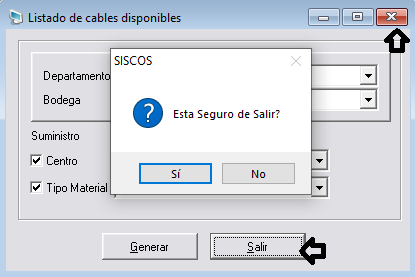 Listado de cables disponibles
SISCOS
Departamento
Bodega
Esta Seguro de Salir?
Suministro
Centro
Tipo Material
Sí
No
Generar
Salir